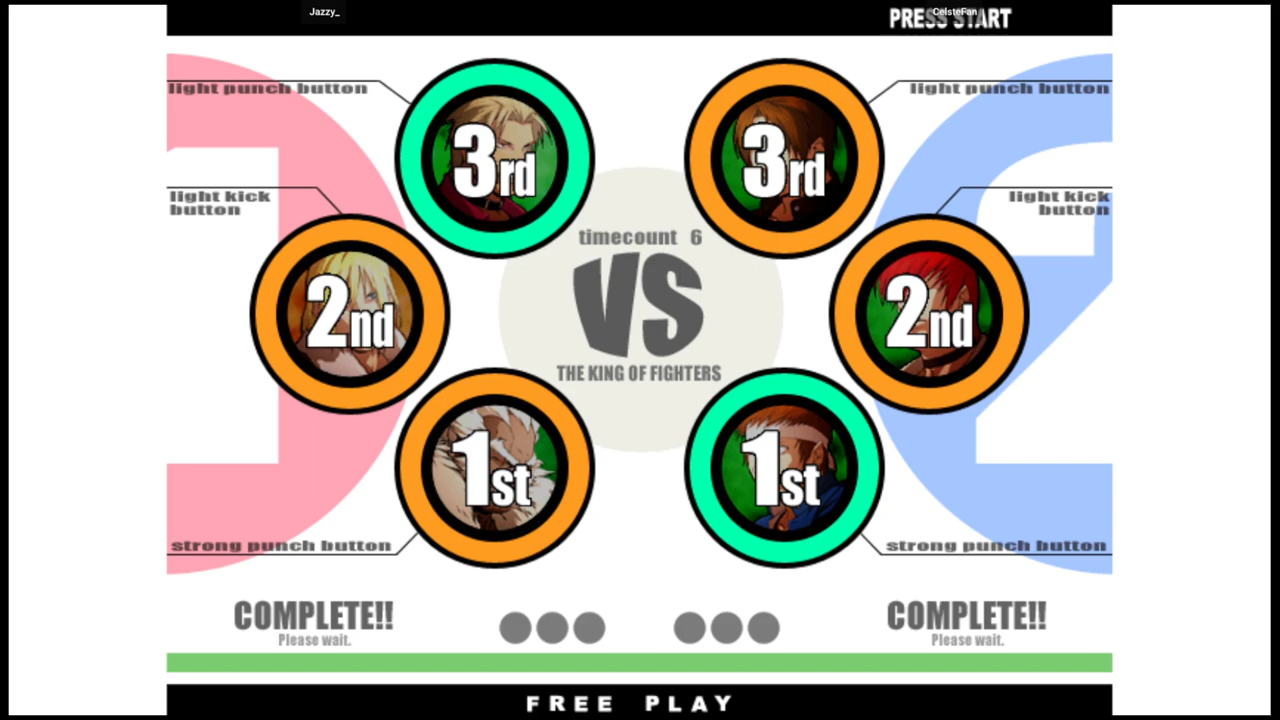 Jazzy_
CelsteFan
PRESS START
light punch button
light punch button
3rd
3rd
light kick
button
light kick
button
timecount 6
2nd
VS
2nd
THE KING OF FIGHTERS
1st
1st
strong punch button
strong punch button
COMPLETE!!
Please wait.
COMPLETE!!
Please wait.
FREE PLAY